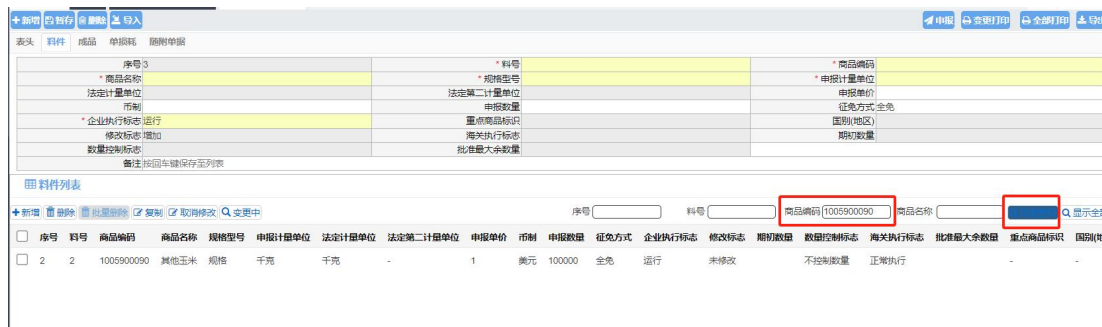 新增 暂存 删除 导入 申报 变更打印 全部打印 导出
表头 料件 成品 单损耗 随附单据
序号 3 *料号 *商品编码
*商品名称 *规格型号 *申报计量单位
法定计量单位 法定第二计量单位 申报单价
币制 申报数量 征免方式 全免
*企业执行标志 运行 重点商品标识 国别(地区)
修改标志 增加 海关执行标志 期初数量
数量控制标志 批准最大余数量
备注 按回车键保存至列表
料件列表
新增 删除 批量删除 复制 取消修改 变更中 序号 料号 商品编码 1005900090 商品名称 显示全
序号 料号 商品编码 商品名称 规格型号 申报计量单位 法定计量单位 法定第二计量单位 申报单价 币制 申报数量 征免方式 企业执行标志 修改标志 期初数量 数量控制标志 海关执行标志 批准最大余数量 重点商品标识 国别(地
2 2 1005900090 其他玉米 规格 千克 千克 - 1 美元 100000 全免 运行 未修改 不控制数量 正常执行 - -